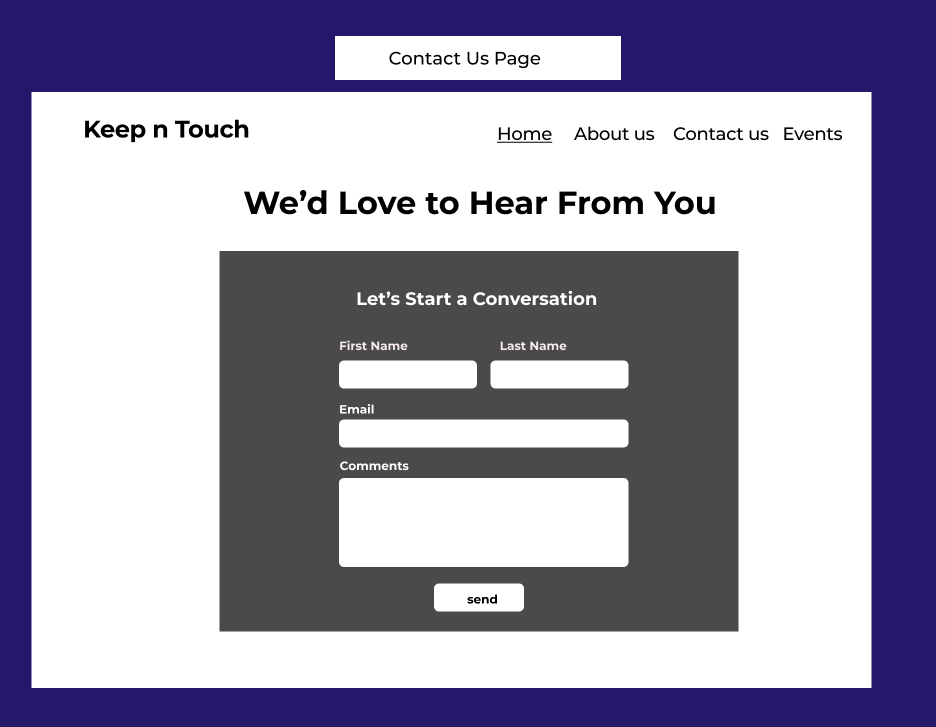 Contact Us Page
Keep n Touch
Home About us Contact us Events
We’d Love to Hear From You
Let’s Start a Conversation
First Name Last Name
Email
Comments
send